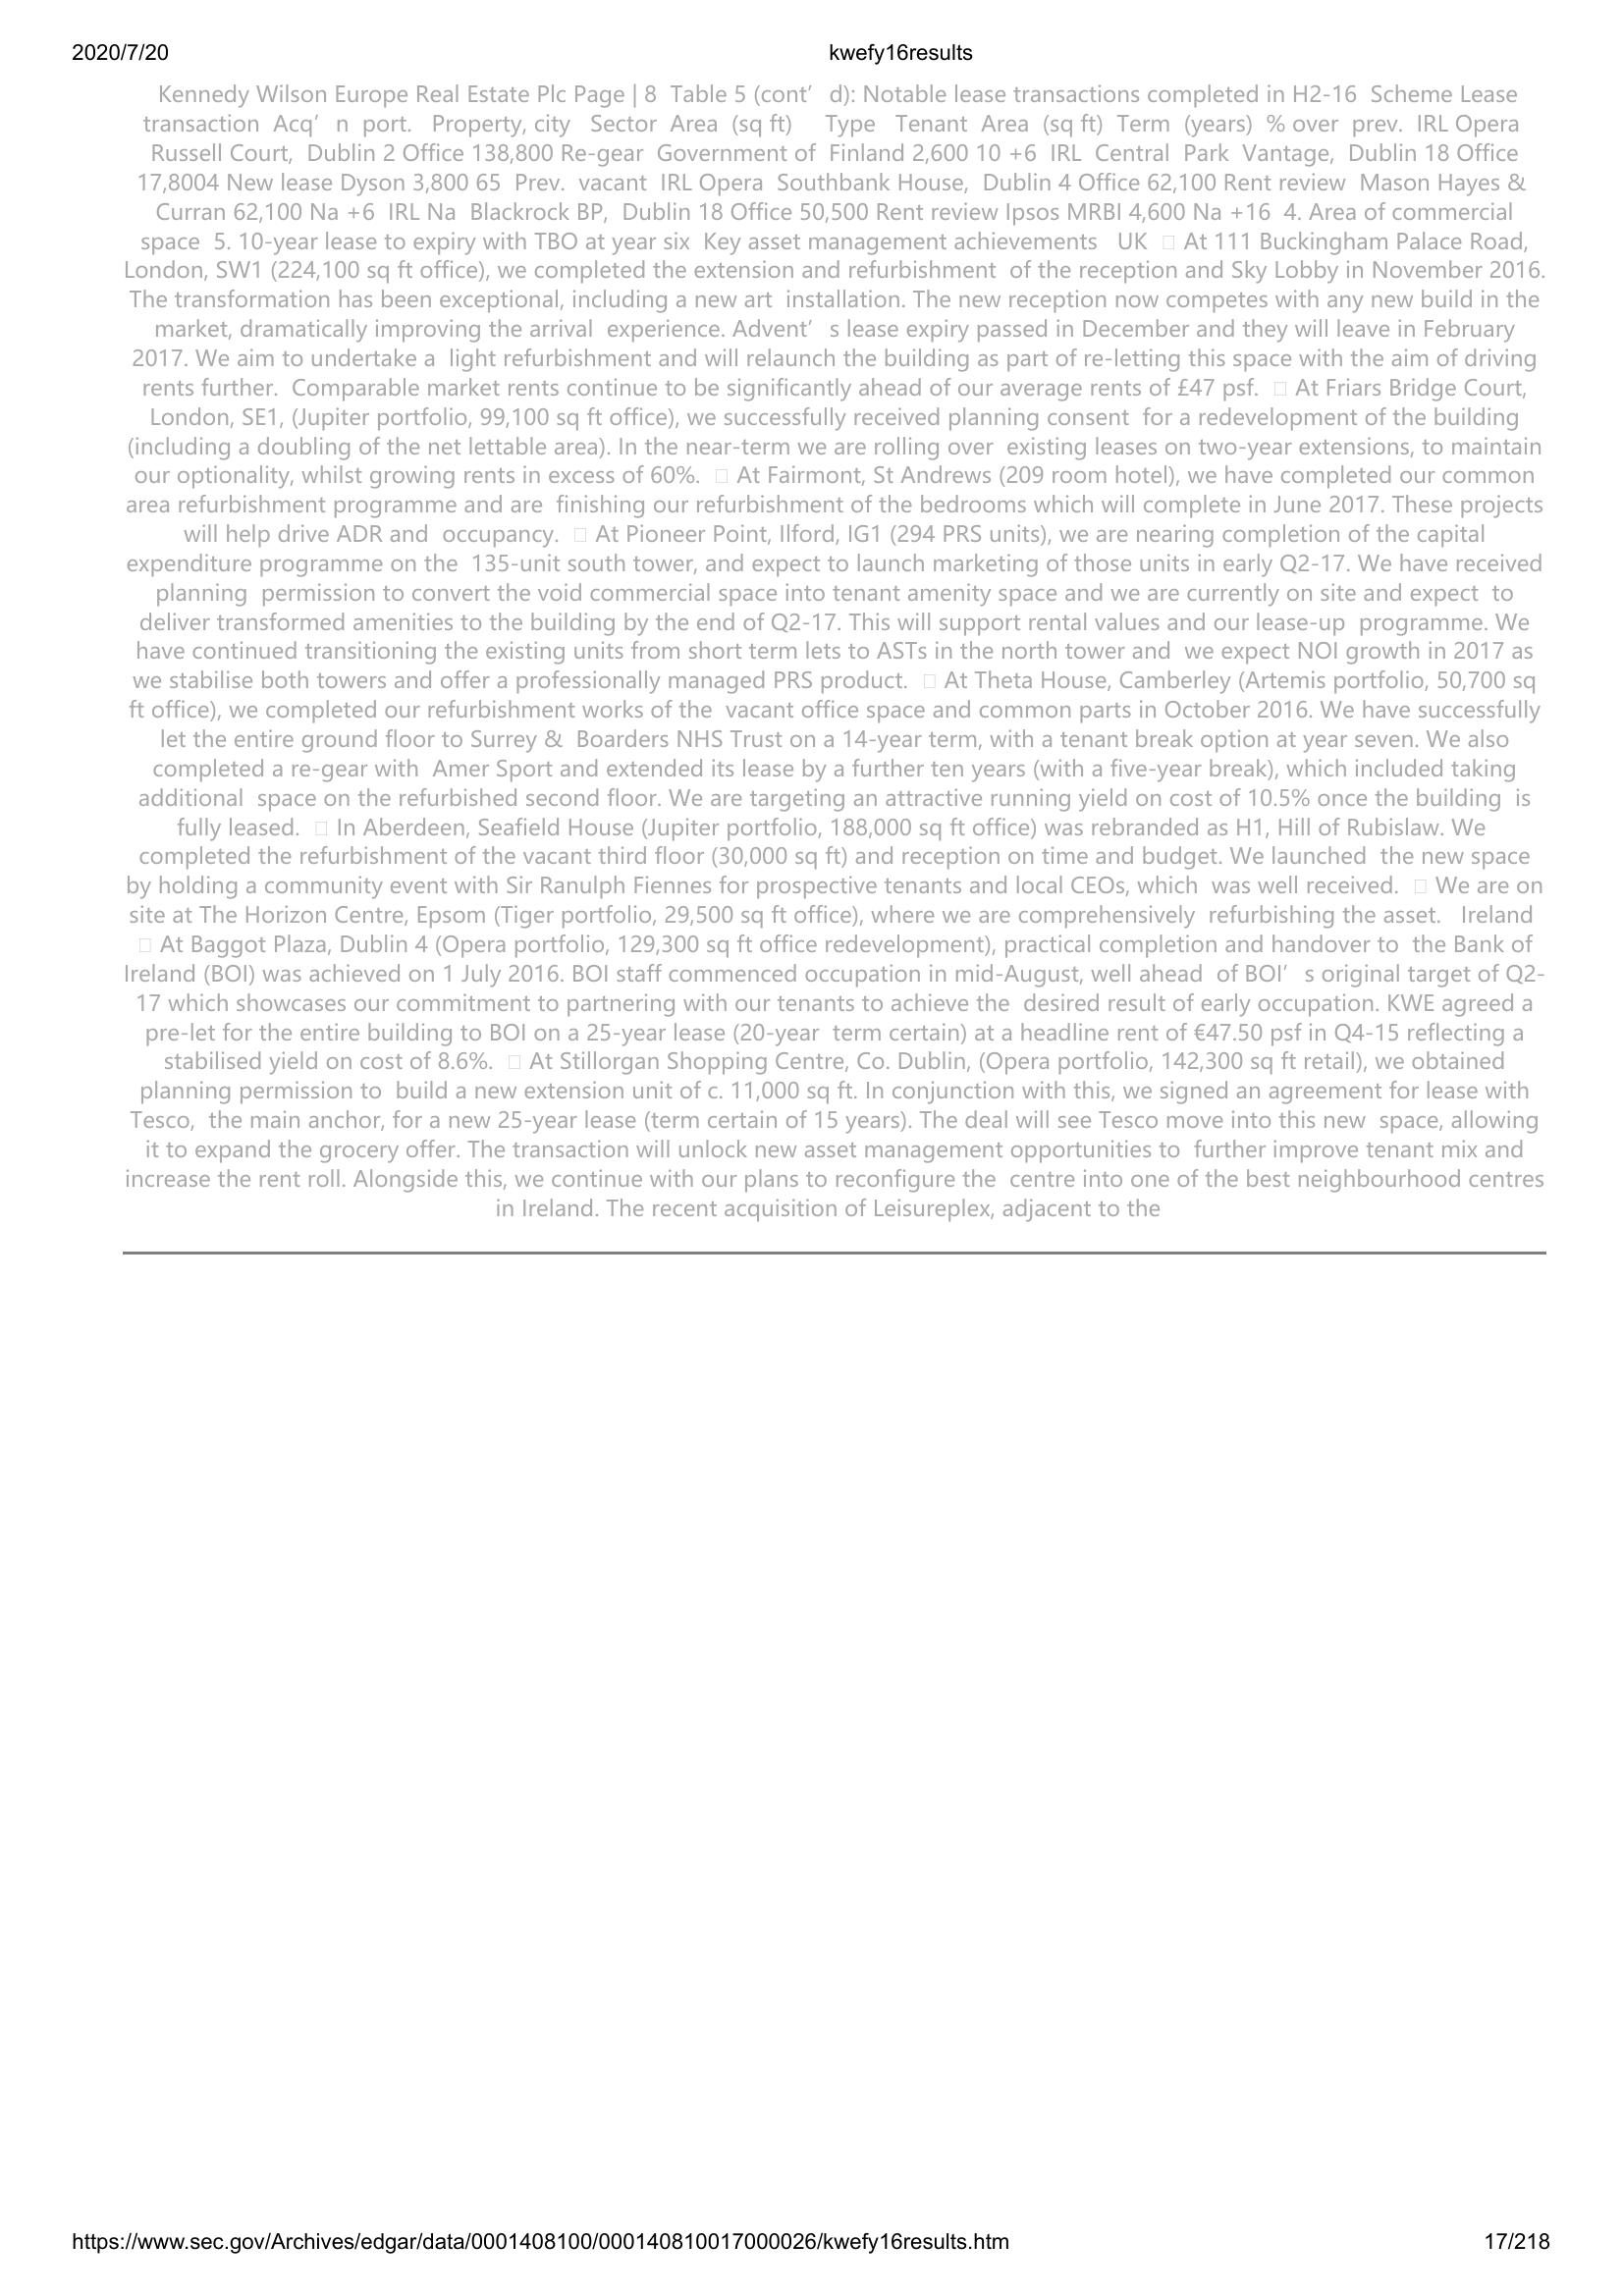 2020/7/20 kwefy16results
Kennedy Wilson Europe Real Estate Plc Page | 8 Table 5 (cont’ d): Notable lease transactions completed in H2-16 Scheme Lease
transaction Acq’ n port. Property, city Sector Area (sq ft) Type Tenant Area (sq ft) Term (years) % over prev. IRL Opera
Russell Court, Dublin 2 Office 138,800 Re-gear Government of Finland 2,600 10 +6 IRL Central Park Vantage, Dublin 18 Office
17,8004 New lease Dyson 3,800 65 Prev. vacant IRL Opera Southbank House, Dublin 4 Office 62,100 Rent review Mason Hayes &
Curran 62,100 Na +6 IRL Na Blackrock BP, Dublin 18 Office 50,500 Rent review Ipsos MRBI 4,600 Na +16 4. Area of commercial
space 5. 10-year lease to expiry with TBO at year six Key asset management achievements UK □ At 111 Buckingham Palace Road,
London, SW1 (224,100 sq ft office), we completed the extension and refurbishment of the reception and Sky Lobby in November 2016.
The transformation has been exceptional, including a new art installation. The new reception now competes with any new build in the
market, dramatically improving the arrival experience. Advent’ s lease expiry passed in December and they will leave in February
2017. We aim to undertake a light refurbishment and will relaunch the building as part of re-letting this space with the aim of driving
rents further. Comparable market rents continue to be significantly ahead of our average rents of £47 psf. □ At Friars Bridge Court,
London, SE1, (Jupiter portfolio, 99,100 sq ft office), we successfully received planning consent for a redevelopment of the building
(including a doubling of the net lettable area). In the near-term we are rolling over existing leases on two-year extensions, to maintain
our optionality, whilst growing rents in excess of 60%. □ At Fairmont, St Andrews (209 room hotel), we have completed our common
area refurbishment programme and are finishing our refurbishment of the bedrooms which will complete in June 2017. These projects
will help drive ADR and occupancy. □ At Pioneer Point, Ilford, IG1 (294 PRS units), we are nearing completion of the capital
expenditure programme on the 135-unit south tower, and expect to launch marketing of those units in early Q2-17. We have received
planning permission to convert the void commercial space into tenant amenity space and we are currently on site and expect to
deliver transformed amenities to the building by the end of Q2-17. This will support rental values and our lease-up programme. We
have continued transitioning the existing units from short term lets to ASTs in the north tower and we expect NOI growth in 2017 as
we stabilise both towers and offer a professionally managed PRS product. □ At Theta House, Camberley (Artemis portfolio, 50,700 sq
ft office), we completed our refurbishment works of the vacant office space and common parts in October 2016. We have successfully
let the entire ground floor to Surrey & Boarders NHS Trust on a 14-year term, with a tenant break option at year seven. We also
completed a re-gear with Amer Sport and extended its lease by a further ten years (with a five-year break), which included taking
additional space on the refurbished second floor. We are targeting an attractive running yield on cost of 10.5% once the building is
fully leased. □ In Aberdeen, Seafield House (Jupiter portfolio, 188,000 sq ft office) was rebranded as H1, Hill of Rubislaw. We
completed the refurbishment of the vacant third floor (30,000 sq ft) and reception on time and budget. We launched the new space
by holding a community event with Sir Ranulph Fiennes for prospective tenants and local CEOs, which was well received. □ We are on
site at The Horizon Centre, Epsom (Tiger portfolio, 29,500 sq ft office), where we are comprehensively refurbishing the asset. Ireland
□ At Baggot Plaza, Dublin 4 (Opera portfolio, 129,300 sq ft office redevelopment), practical completion and handover to the Bank of
Ireland (BOI) was achieved on 1 July 2016. BOI staff commenced occupation in mid-August, well ahead of BOI’ s original target of Q2-
17 which showcases our commitment to partnering with our tenants to achieve the desired result of early occupation. KWE agreed a
pre-let for the entire building to BOI on a 25-year lease (20-year term certain) at a headline rent of €47.50 psf in Q4-15 reflecting a
stabilised yield on cost of 8.6%. □ At Stillorgan Shopping Centre, Co. Dublin, (Opera portfolio, 142,300 sq ft retail), we obtained
planning permission to build a new extension unit of c. 11,000 sq ft. In conjunction with this, we signed an agreement for lease with
Tesco, the main anchor, for a new 25-year lease (term certain of 15 years). The deal will see Tesco move into this new space, allowing
it to expand the grocery offer. The transaction will unlock new asset management opportunities to further improve tenant mix and
increase the rent roll. Alongside this, we continue with our plans to reconfigure the centre into one of the best neighbourhood centres
in Ireland. The recent acquisition of Leisureplex, adjacent to the
https://www.sec.gov/Archives/edgar/data/0001408100/000140810017000026/kwefy16results.htm 17/218